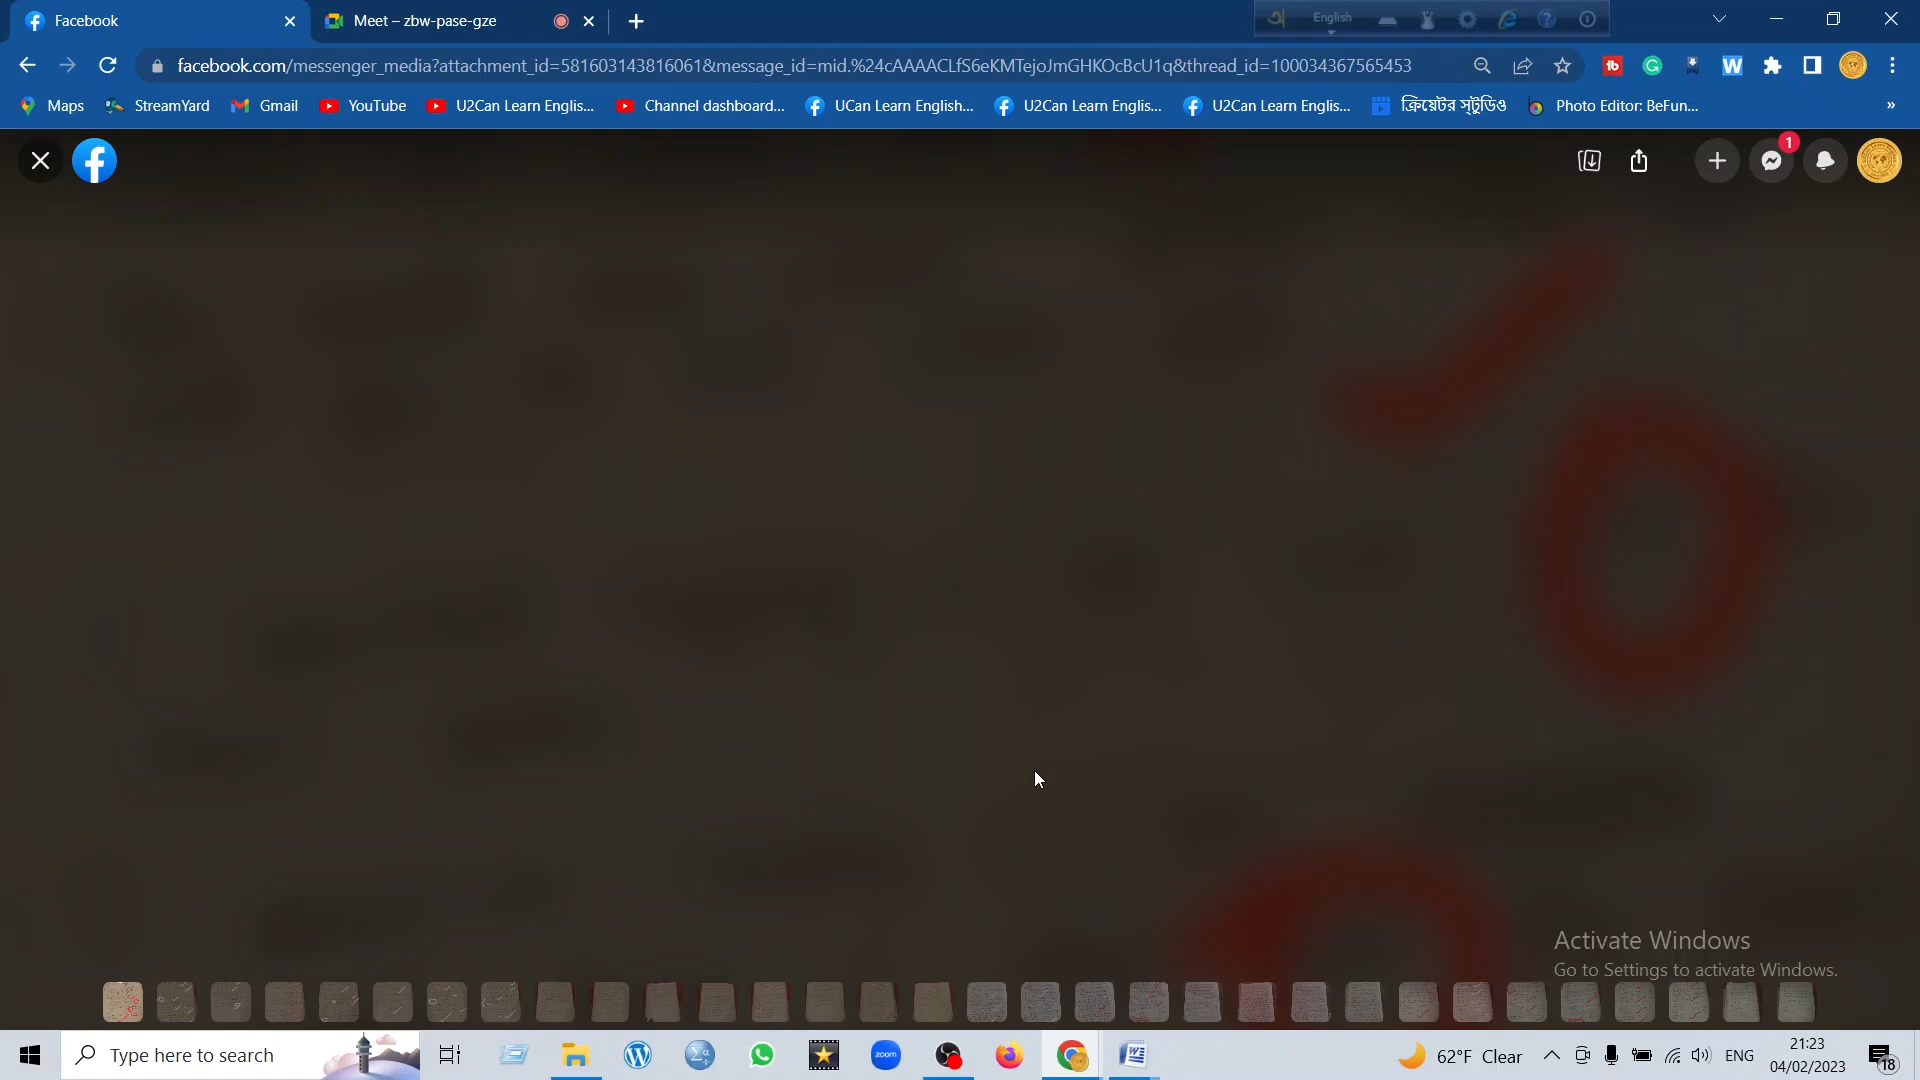 Facebook
Meet – zbw-pase-gze
English
facebook.com/messenger_media?attachment_id=581603143816061&message_id=mid.%24cAAAACLfS6eKMTejoJmGHKOcBcU1q&thread_id=100034367565453
Maps
StreamYard
Gmail
YouTube
U2Can Learn Englis...
Channel dashboard...
UCan Learn English...
U2Can Learn Englis...
U2Can Learn Englis...
ক্রিয়েটর স্টুডিও
Photo Editor: BeFun...
»
1
Activate Windows
Go to Settings to activate Windows.
Type here to search
zoom
62°F Clear
ENG
21:23
04/02/2023
18